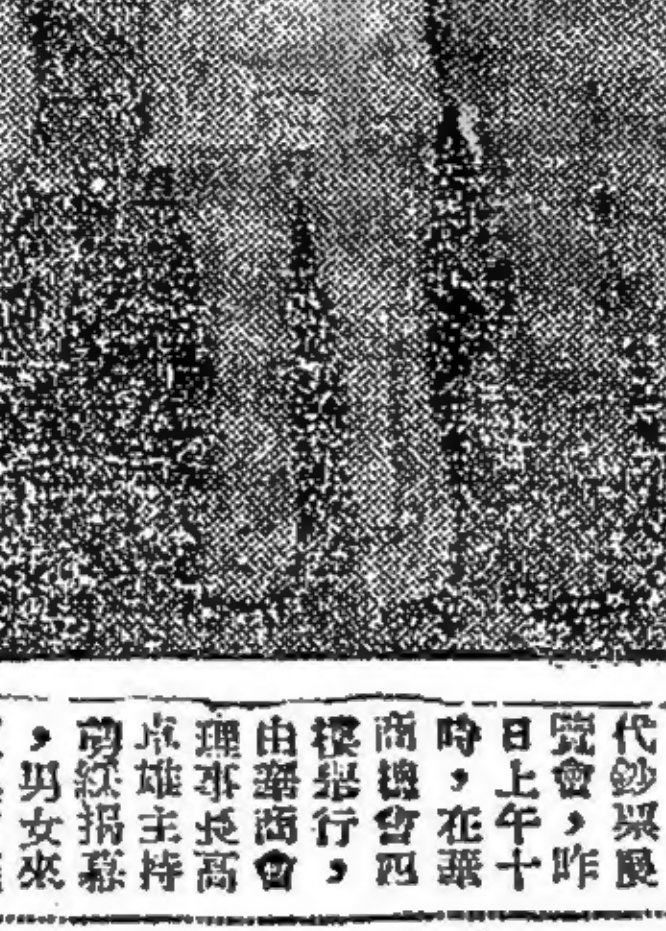 代鈔票展
覽會，昨
日上午十
時，在華
商總會四
樓舉行，
由華商會
理事長高
卓雄主持
剪綵揭幕
，男女來